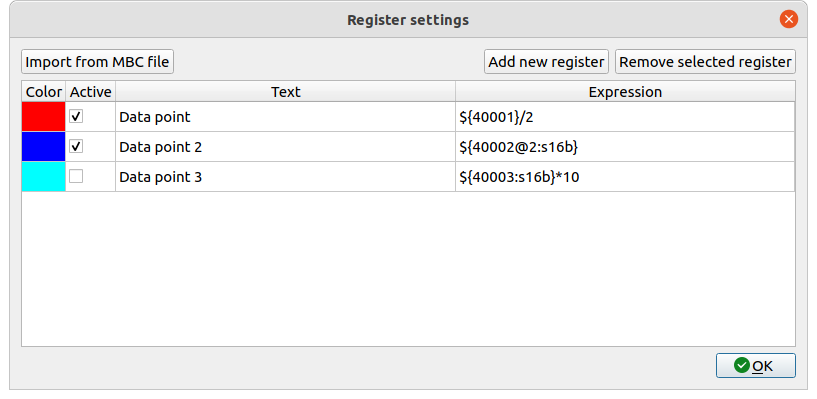 Register settings
Import from MBC file Add new register Remove selected register
Color Active Text Expression
Data point ${40001}/2
Data point 2 ${40002@2:s16b}
Data point 3 ${40003:s16b}*10
OK